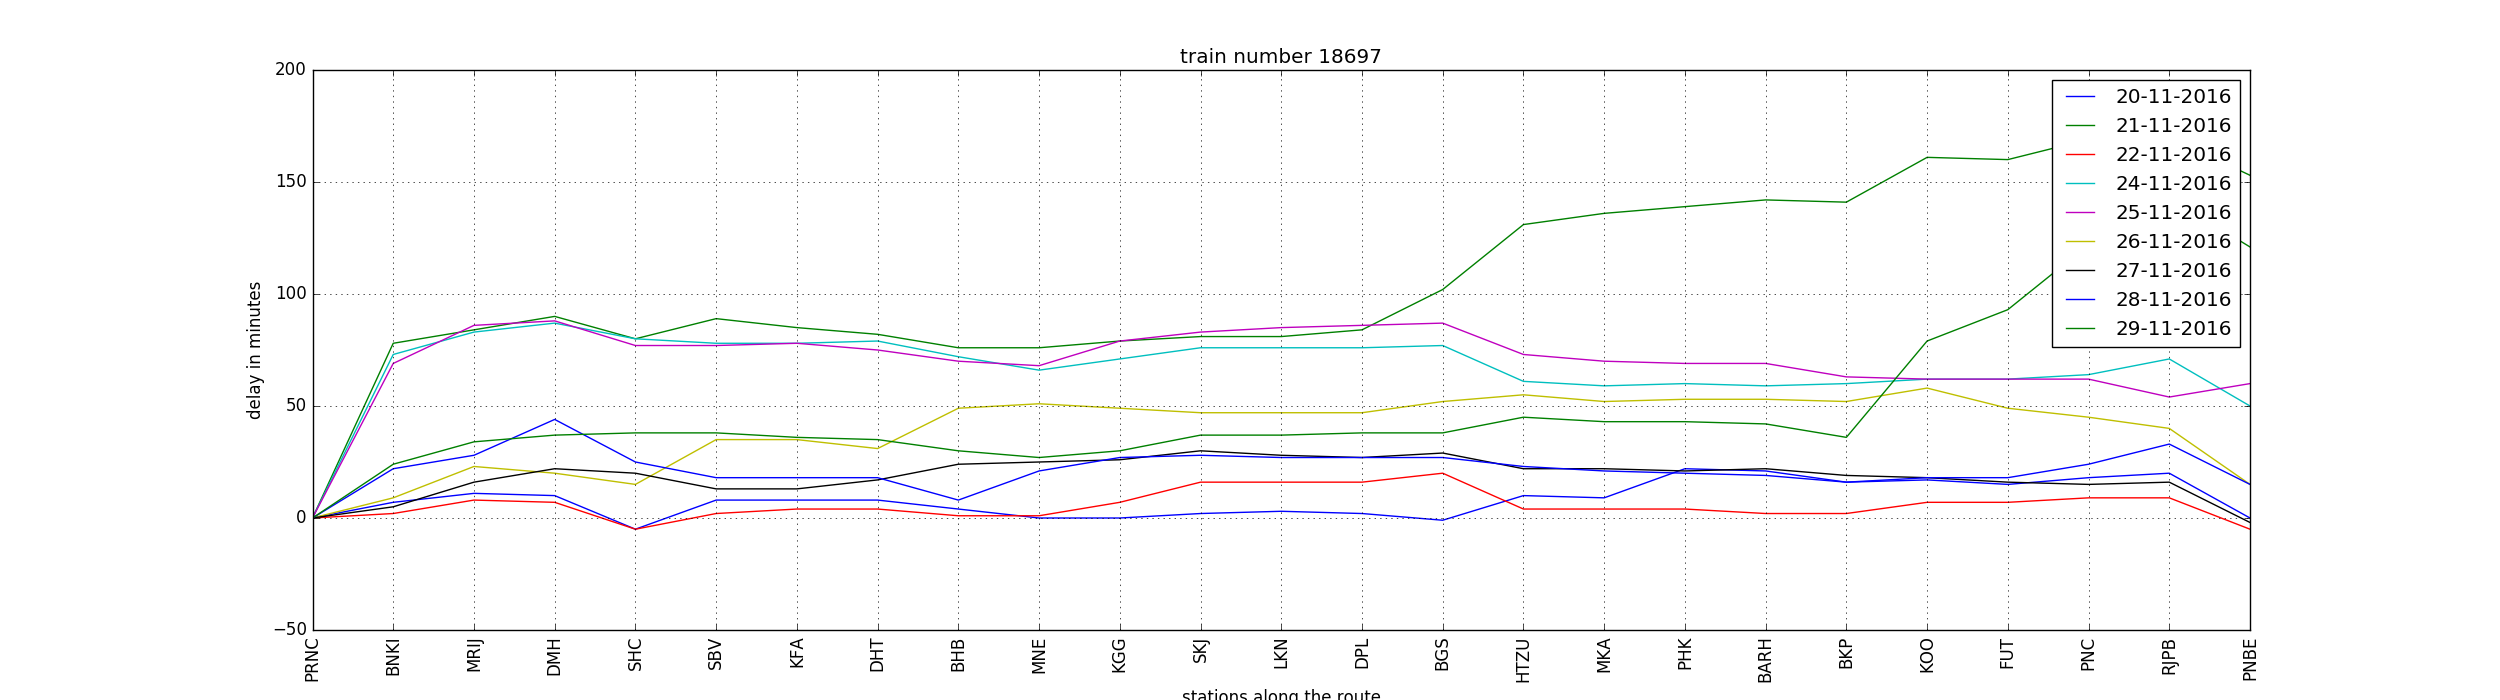 train number 18697
200
150
100
50
0
−50
delay in minutes
20-11-2016
21-11-2016
22-11-2016
24-11-2016
25-11-2016
26-11-2016
27-11-2016
28-11-2016
29-11-2016
PRNC
BNKI
MRIJ
DMH
SHC
SBV
KFA
DHT
BHB
MNE
KGG
SKJ
LKN
DPL
BGS
HTZU
MKA
PHK
BARH
BKP
KOO
FUT
PNC
RJPB
PNBE
stations along the route